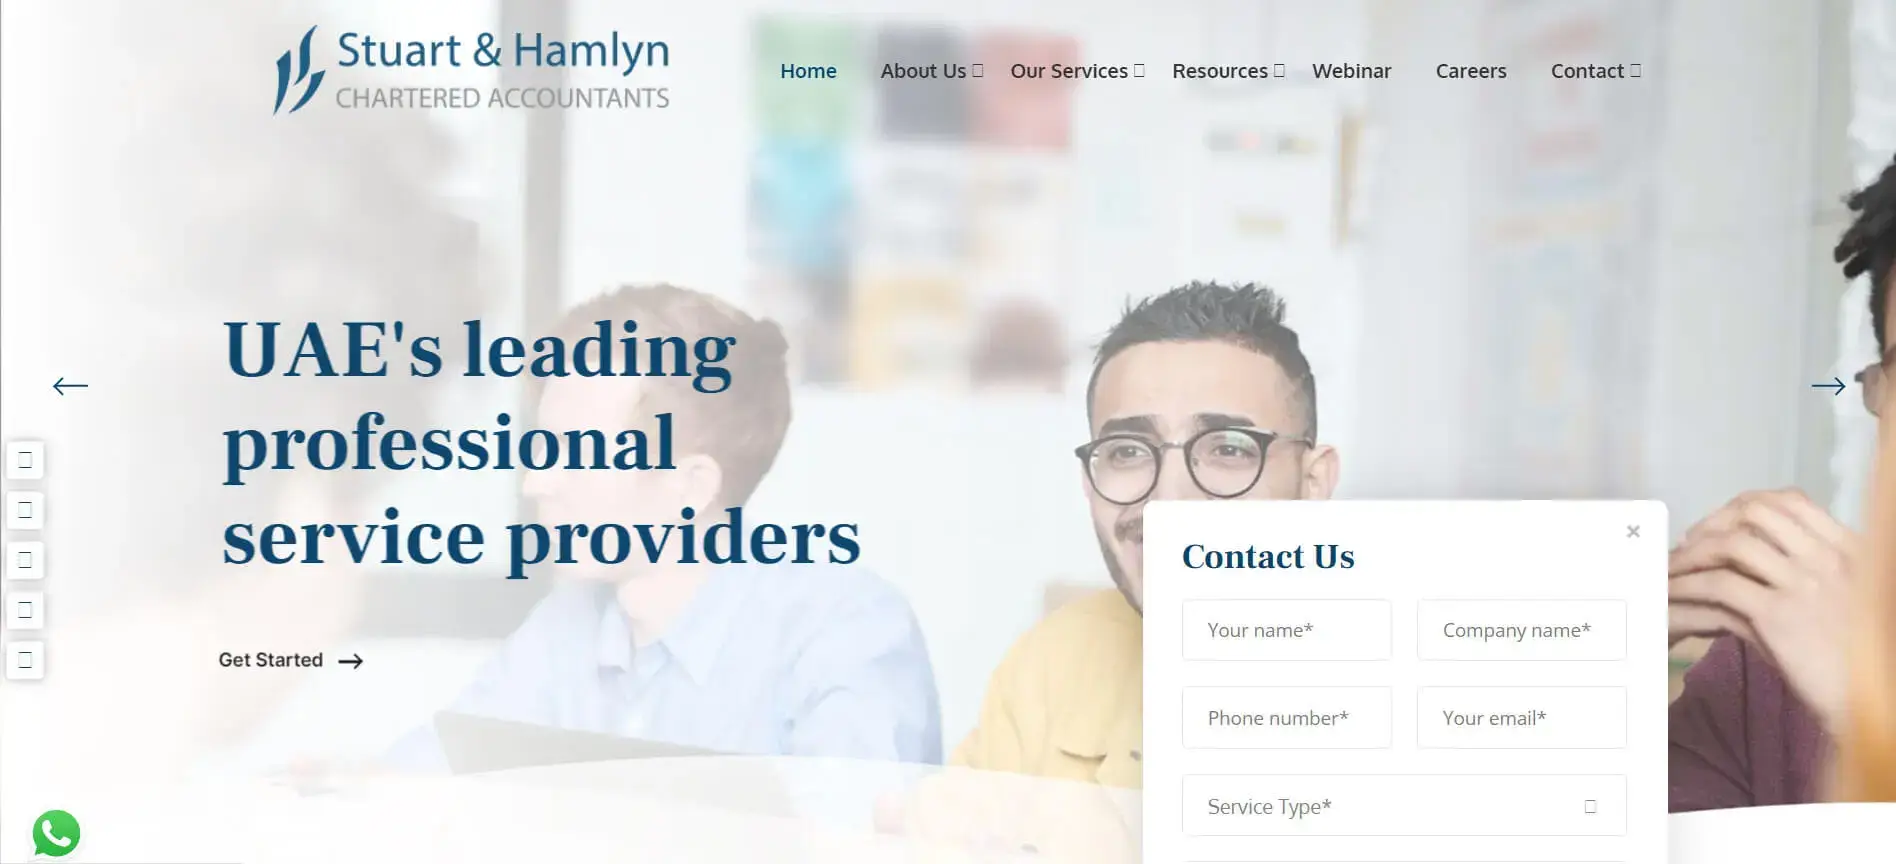 Stuart & Hamlyn
CHARTERED ACCOUNTANTS
Home About Us Our Services Resources Webinar Careers Contact
UAE's leading
professional
service providers
Get Started
Contact Us
Your name* Company name*
Phone number* Your email*
Service Type*